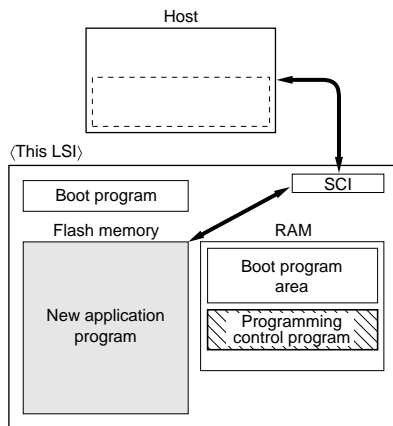 Host
〈This LSI〉
SCI
Boot program
Flash memory
RAM
Boot program
area
New application
program
Programming
control program